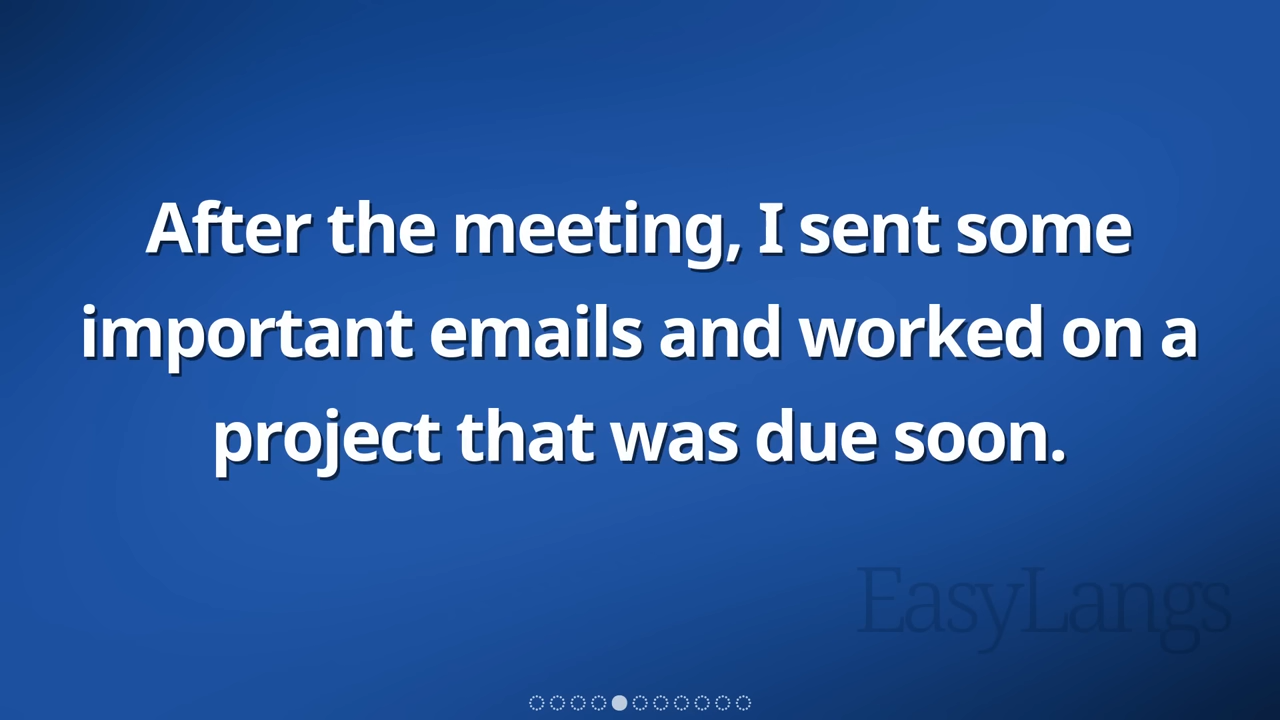 After the meeting, I sent some
important emails and worked on a
project that was due soon.
EasyLangs